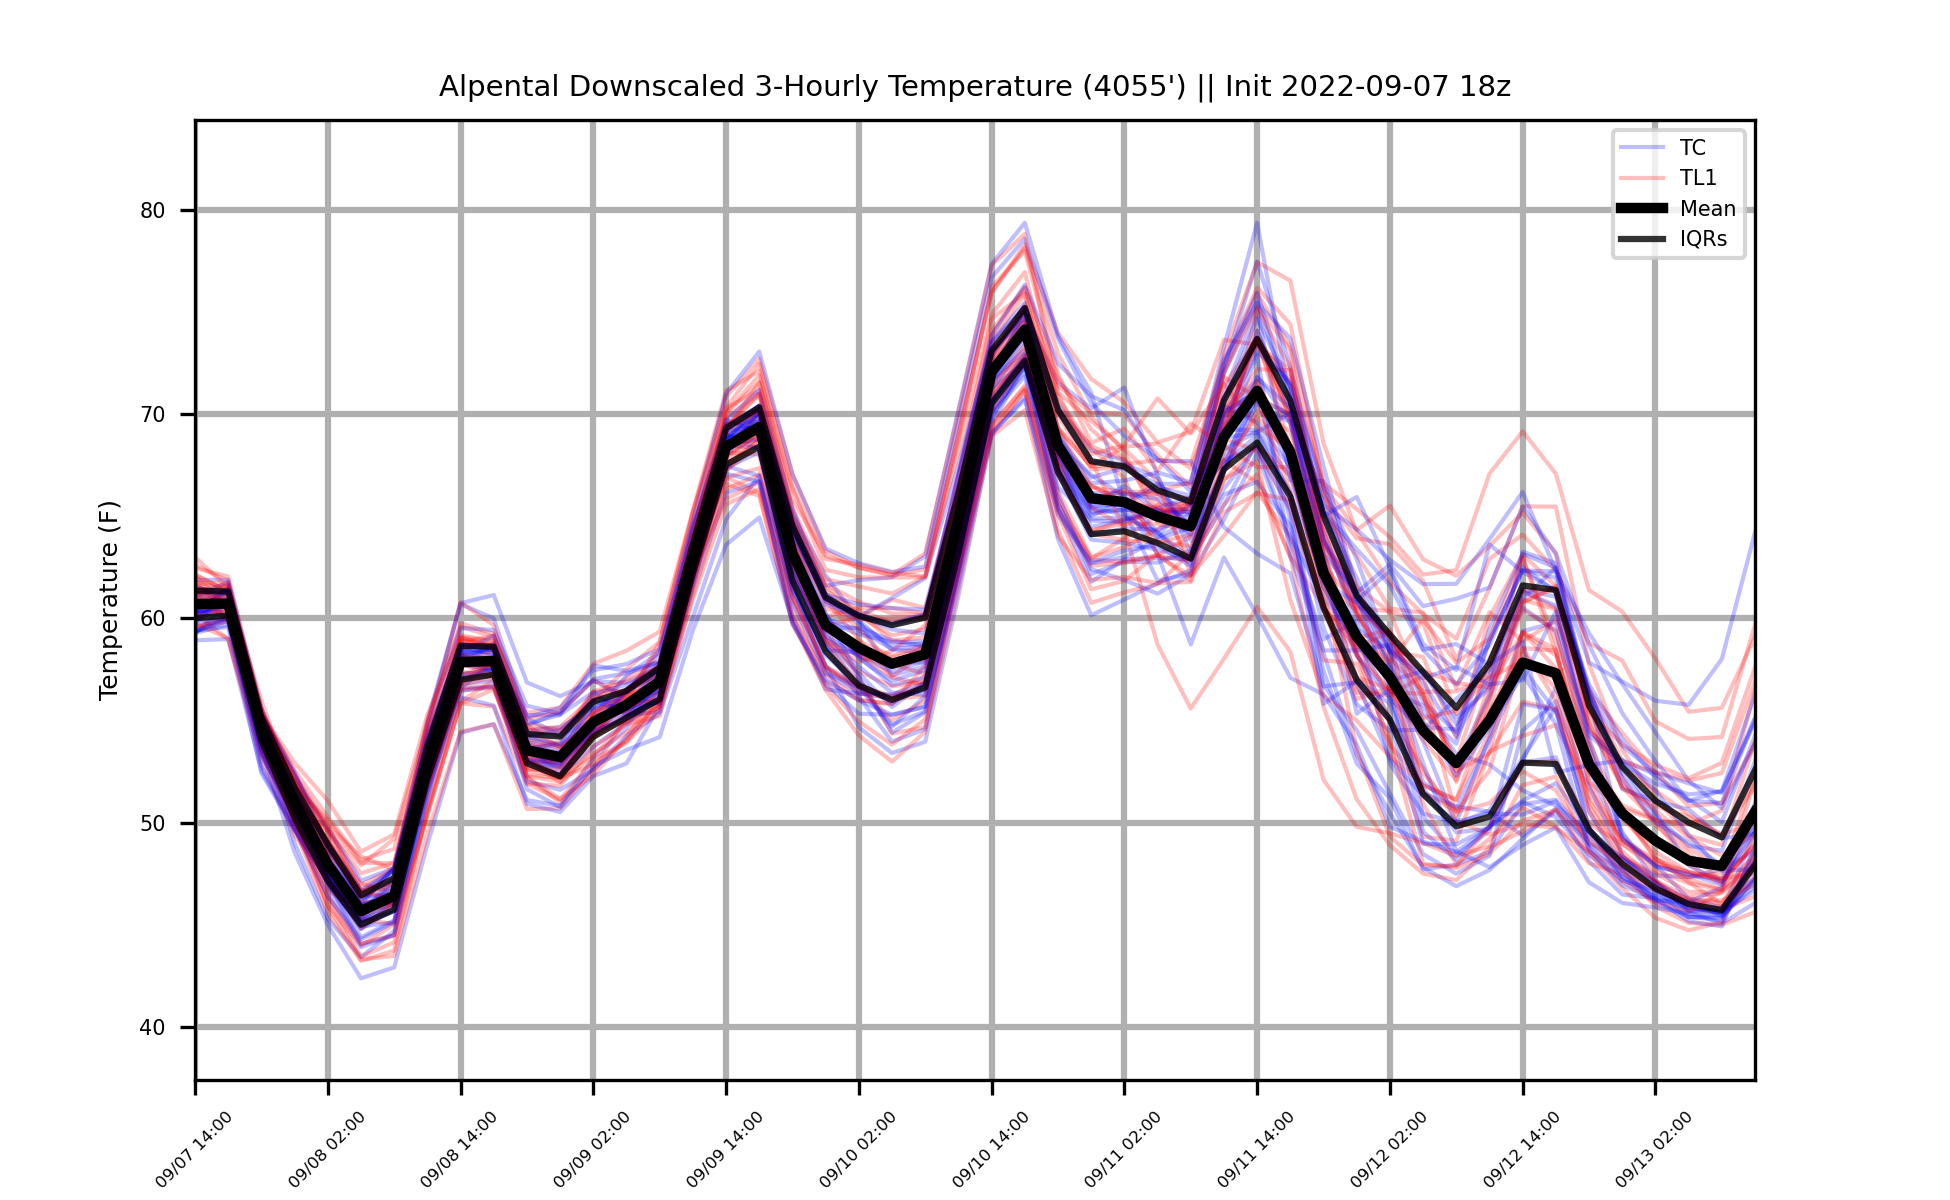 Alpental Downscaled 3-Hourly Temperature (4055') || Init 2022-09-07 18z
TC
TL1
Mean
IQRs
Temperature (F)
80
70
60
50
40
09/07 14:00
09/08 02:00
09/08 14:00
09/09 02:00
09/09 14:00
09/10 02:00
09/10 14:00
09/11 02:00
09/11 14:00
09/12 02:00
09/12 14:00
09/13 02:00